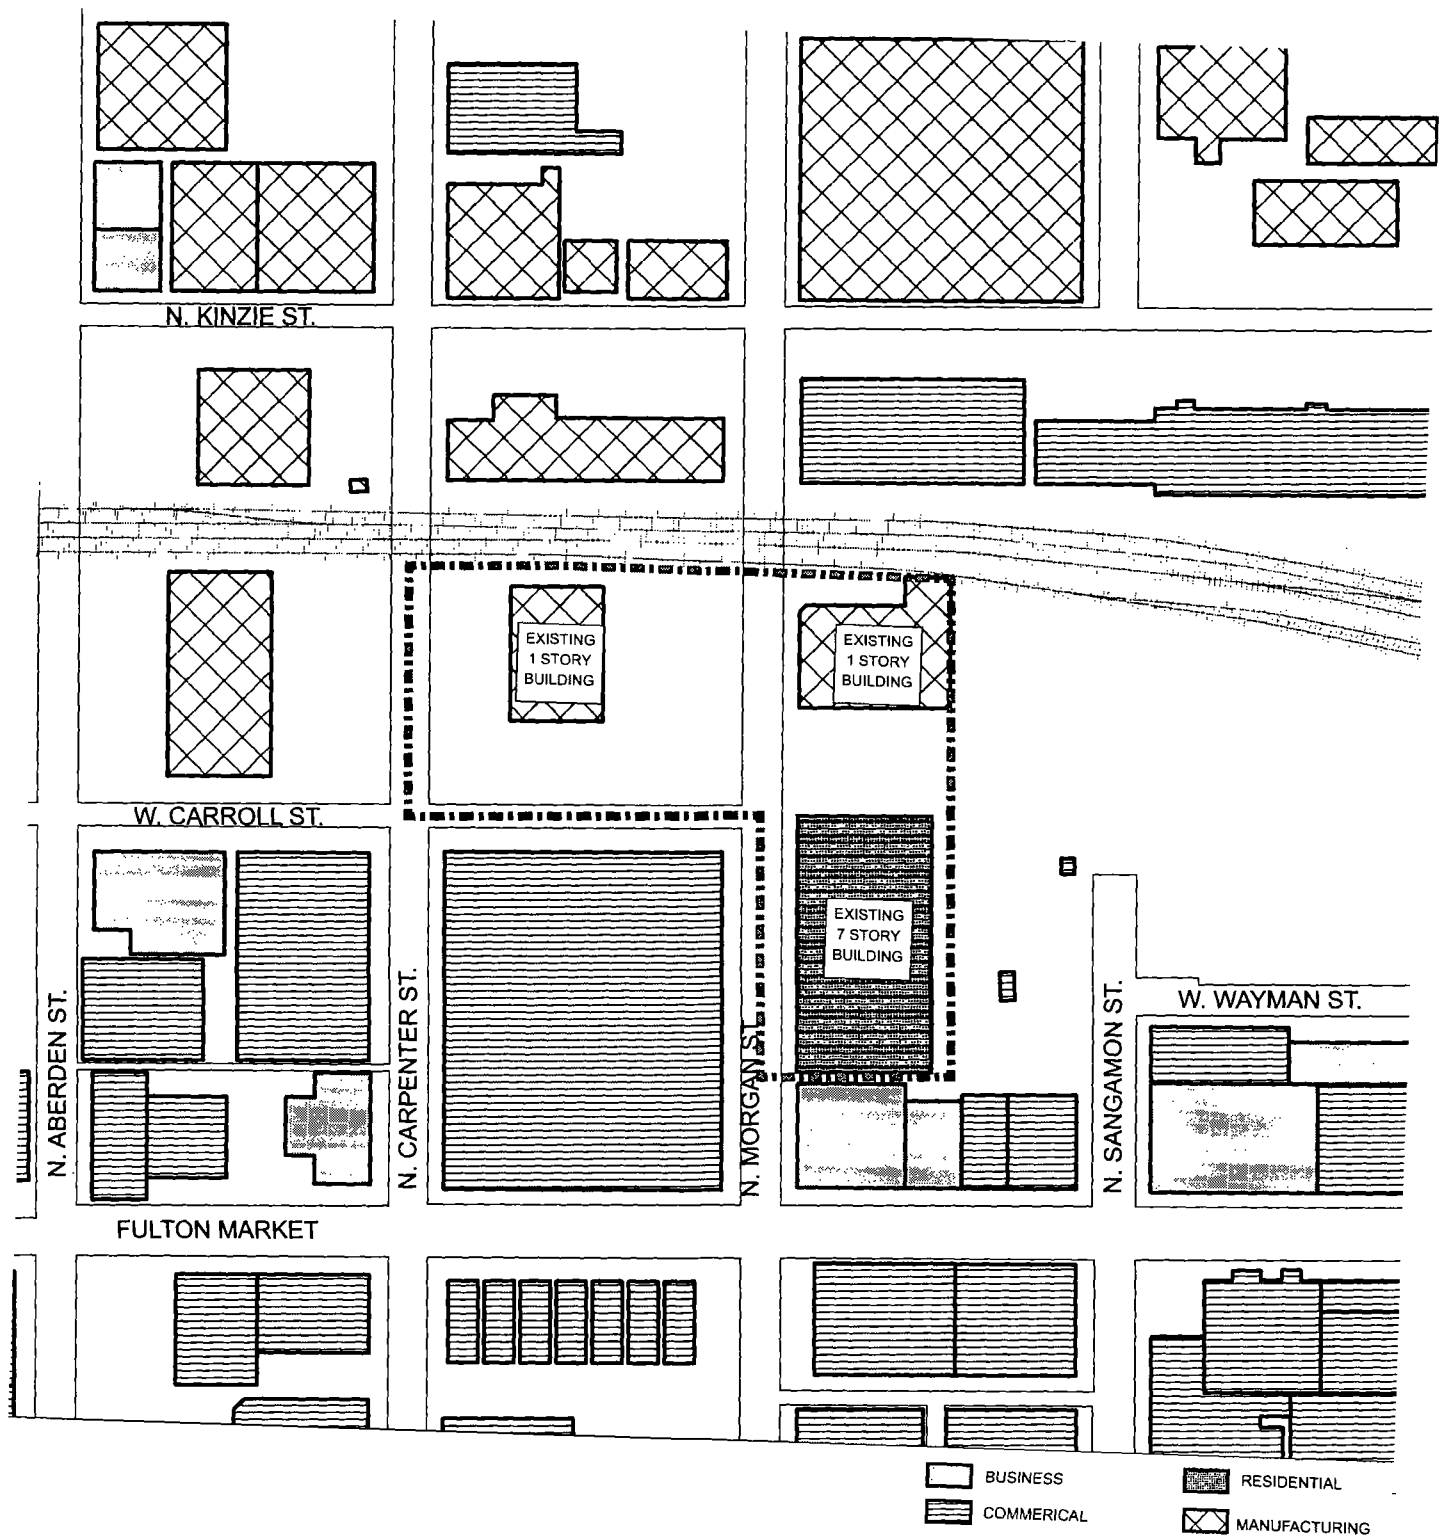 N. KINZIE ST.
EXISTING
1 STORY
BUILDING
EXISTING
1 STORY
BUILDING
W. CARROLL ST.
EXISTING
7 STORY
BUILDING
N. ABERDEN ST.
N. CARPENTER ST.
N. MORGAN ST.
N. SANGAMON ST.
W. WAYMAN ST.
FULTON MARKET
BUSINESS
RESIDENTIAL
COMMERICAL
MANUFACTURING